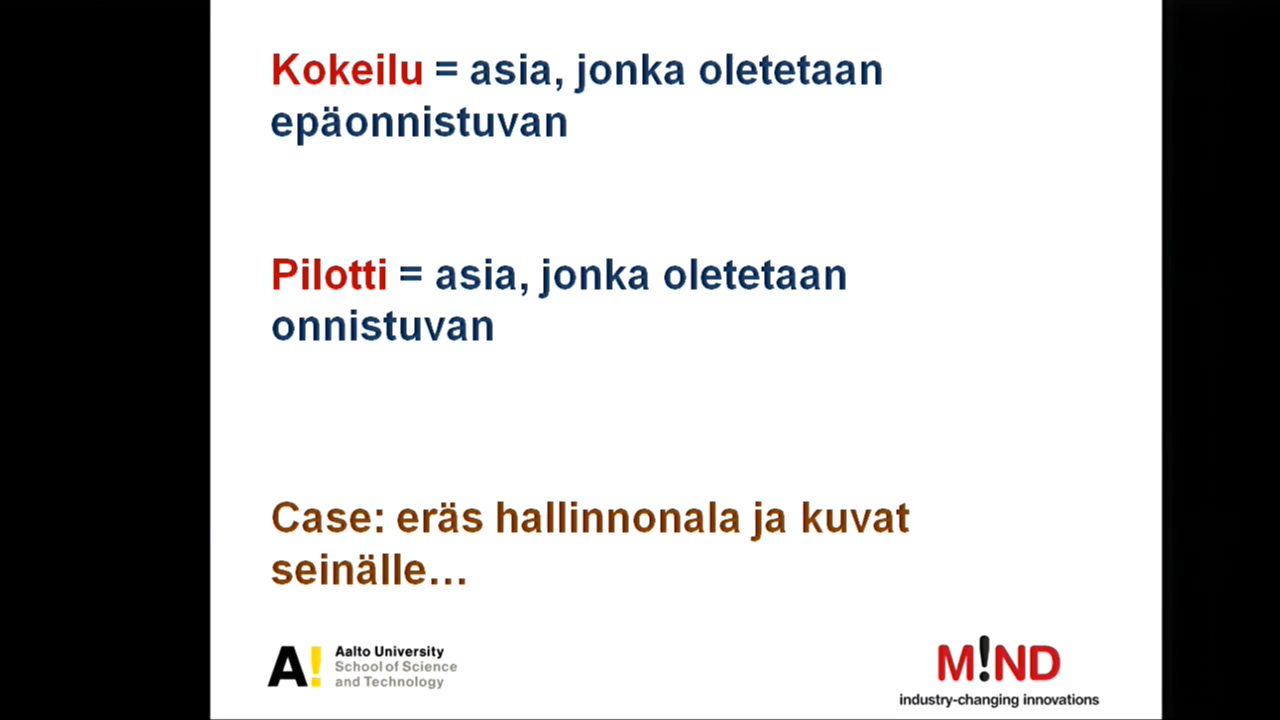 Kokeilu = asia, jonka oletetaan
epäonnistuvan
Pilotti = asia, jonka oletetaan
onnistuvan
Case: eräs hallinnonala ja kuvat
seinälle…
A!
Aalto University
School of Science
and Technology
M!ND
industry-changing innovations